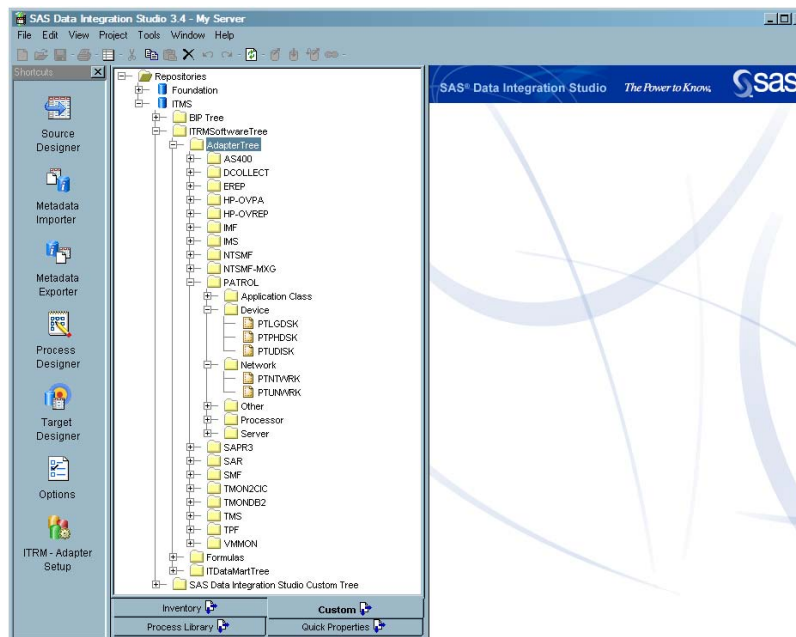 SAS Data Integration Studio 3.4 - My Server
File Edit View Project Tools Window Help
Shortcuts
Source
Designer
Metadata
Importer
Metadata
Exporter
Process
Designer
Target
Designer
Options
ITRM - Adapter
Setup
Repositories
Foundation
ITMS
BIP Tree
ITRMSoftwareTree
AdapterTree
AS400
DCOLLECT
EREP
HP-OVPA
HP-OVREP
IMF
IMS
NTSMF
NTSMF-MXG
PATROL
Application Class
Device
PTLGDSK
PTPHDSK
PTUDISK
Network
PTNTWRK
PTUNWRK
Other
Processor
Server
SAPR3
SAR
SMF
TMON2CIC
TMONDB2
TMS
TPF
VMMON
Formulas
ITDataMartTree
SAS Data Integration Studio Custom Tree
Inventory Custom
Process Library Quick Properties
SAS® Data Integration Studio The Power to Know. sas